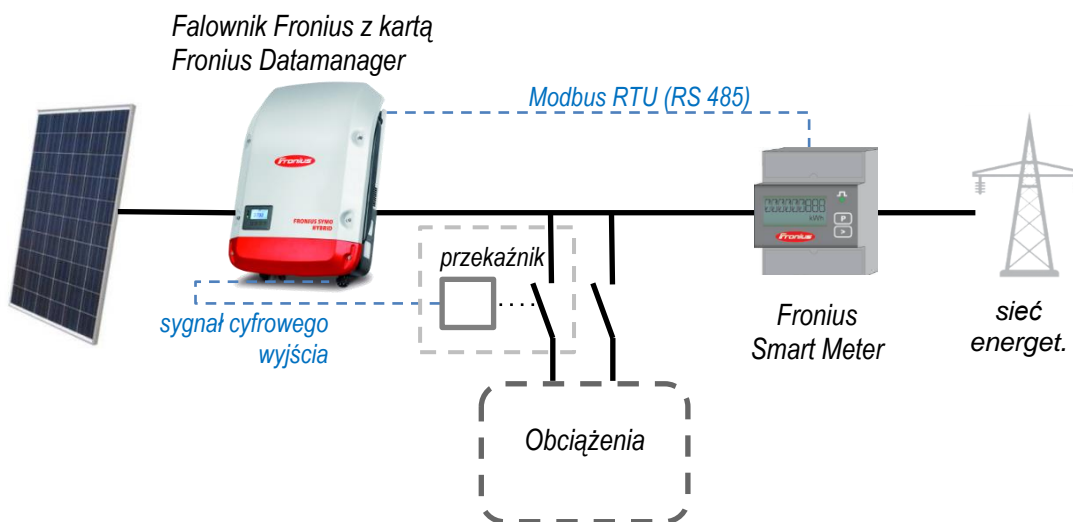 Falownik Fronius z kartą
Fronius Datamanager
Modbus RTU (RS 485)
Fronius
FRONIUS SYMO
HYBRID
kWh
P
>
Fronius
przekaźnik
sygnał cyfrowego
wyjścia
Fronius
Smart Meter
sieć
energet.
Obciążenia